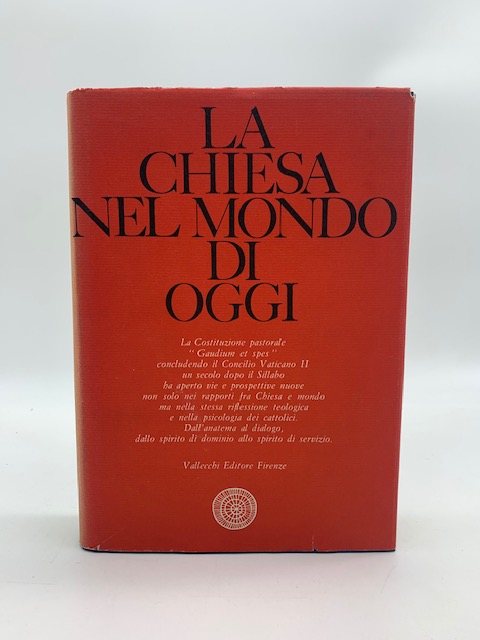 LA
CHIESA
NEL MONDO
DI
OGGI
La Costituzione pastorale
"Gaudium et spes"
concludendo il Concilio Vaticano II
un secolo dopo il Sillabo
ha aperto vie e prospettive nuove
non solo nei rapporti fra Chiesa e mondo
ma nella stessa riflessione teologica
e nella psicologia dei cattolici.
Dall'anatema al dialogo,
dallo spirito di dominio allo spirito di servizio.
Vallecchi Editore Firenze